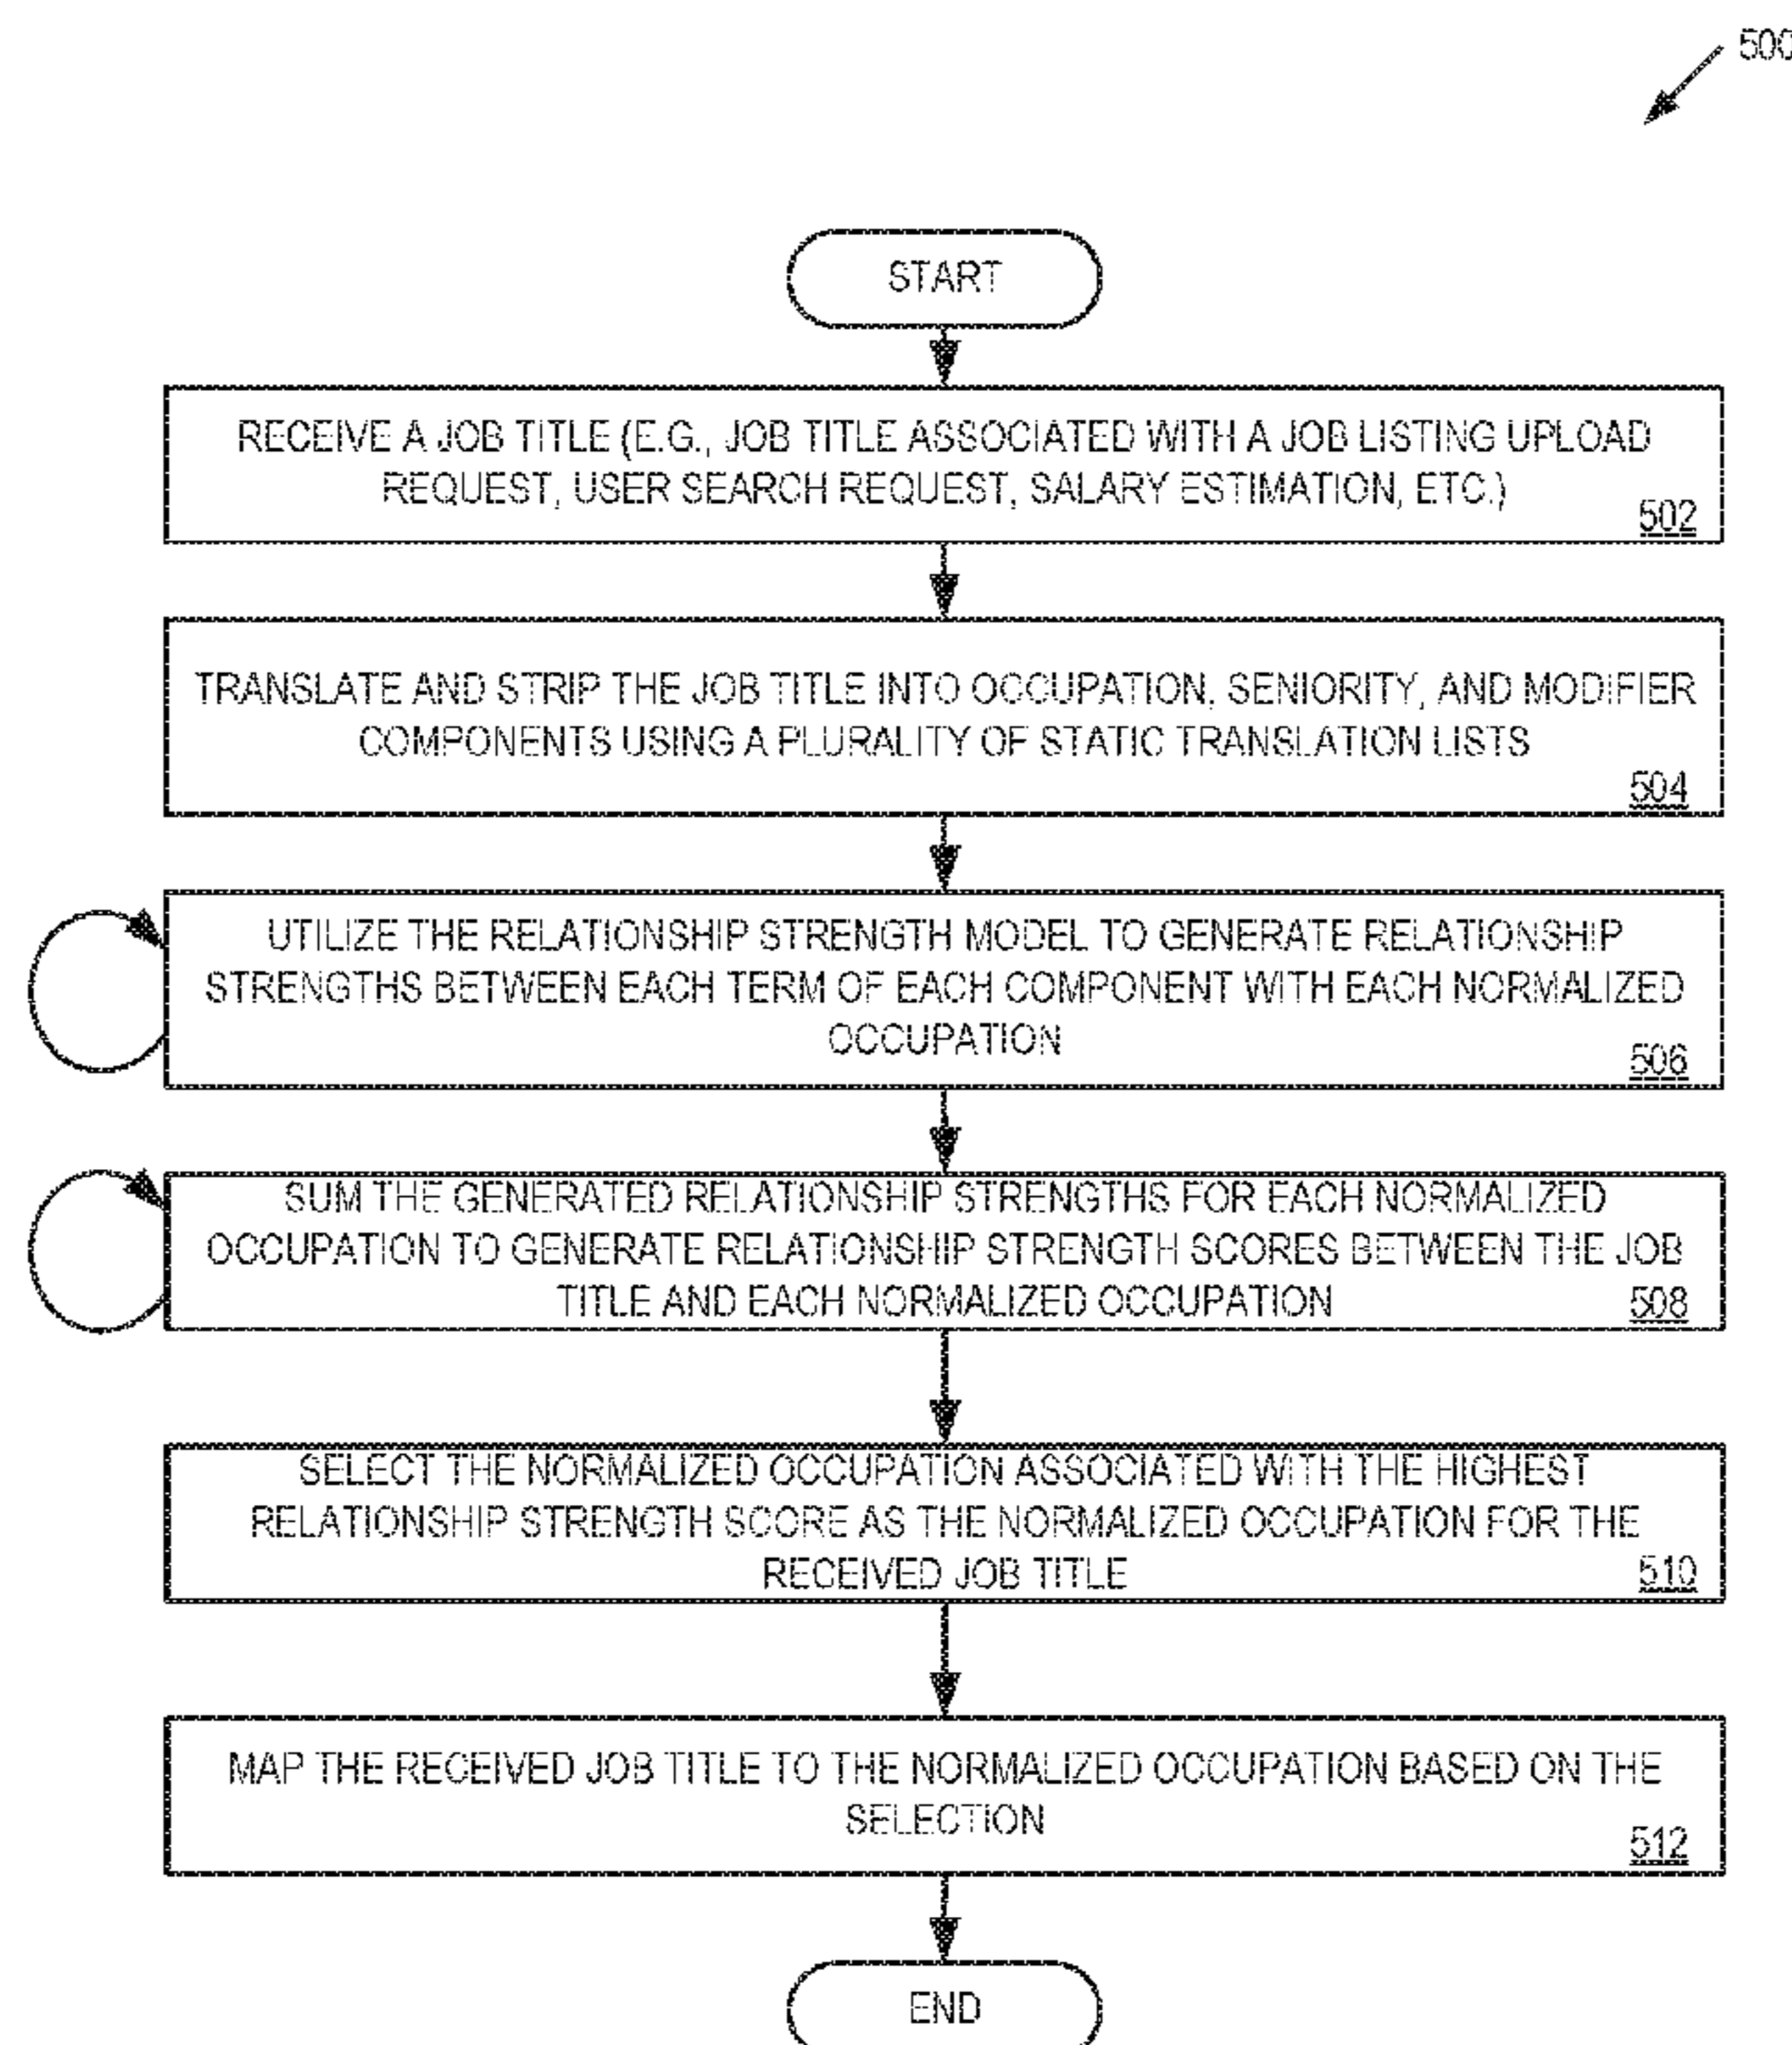 500
START
RECEIVE A JOB TITLE (E.G., JOB TITLE ASSOCIATED WITH A JOB LISTING UPLOAD
REQUEST, USER SEARCH REQUEST, SALARY ESTIMATION, ETC.)
502
TRANSLATE AND STRIP THE JOB TITLE INTO OCCUPATION, SENIORITY, AND MODIFIER
COMPONENTS USING A PLURALITY OF STATIC TRANSLATION LISTS
504
UTILIZE THE RELATIONSHIP STRENGTH MODEL TO GENERATE RELATIONSHIP
STRENGTHS BETWEEN EACH TERM OF EACH COMPONENT WITH EACH NORMALIZED
OCCUPATION
506
SUM THE GENERATED RELATIONSHIP STRENGTHS FOR EACH NORMALIZED
OCCUPATION TO GENERATE RELATIONSHIP STRENGTH SCORES BETWEEN THE JOB
TITLE AND EACH NORMALIZED OCCUPATION
508
SELECT THE NORMALIZED OCCUPATION ASSOCIATED WITH THE HIGHEST
RELATIONSHIP STRENGTH SCORE AS THE NORMALIZED OCCUPATION FOR THE
RECEIVED JOB TITLE
510
MAP THE RECEIVED JOB TITLE TO THE NORMALIZED OCCUPATION BASED ON THE
SELECTION
512
END